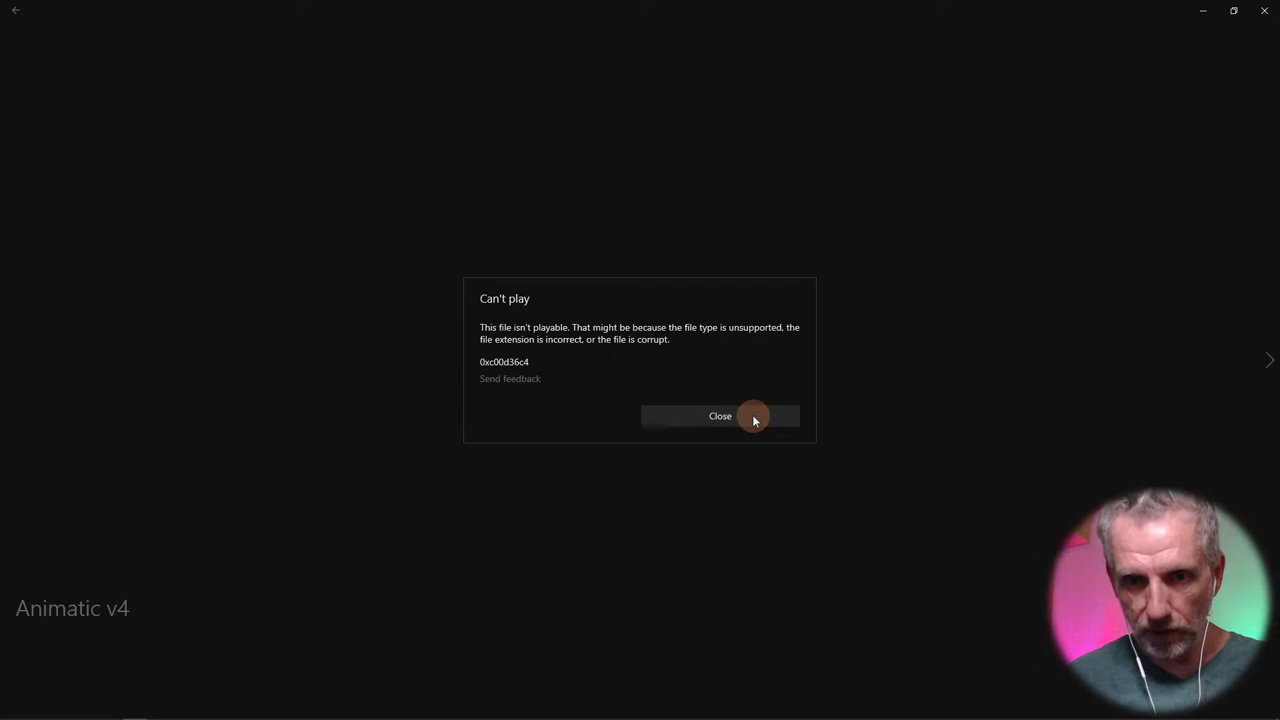 Can't play
This file isn't playable. That might be because the file type is unsupported, the
file extension is incorrect, or the file is corrupt.
0xc00d36c4
Send feedback
Close
Animatic v4